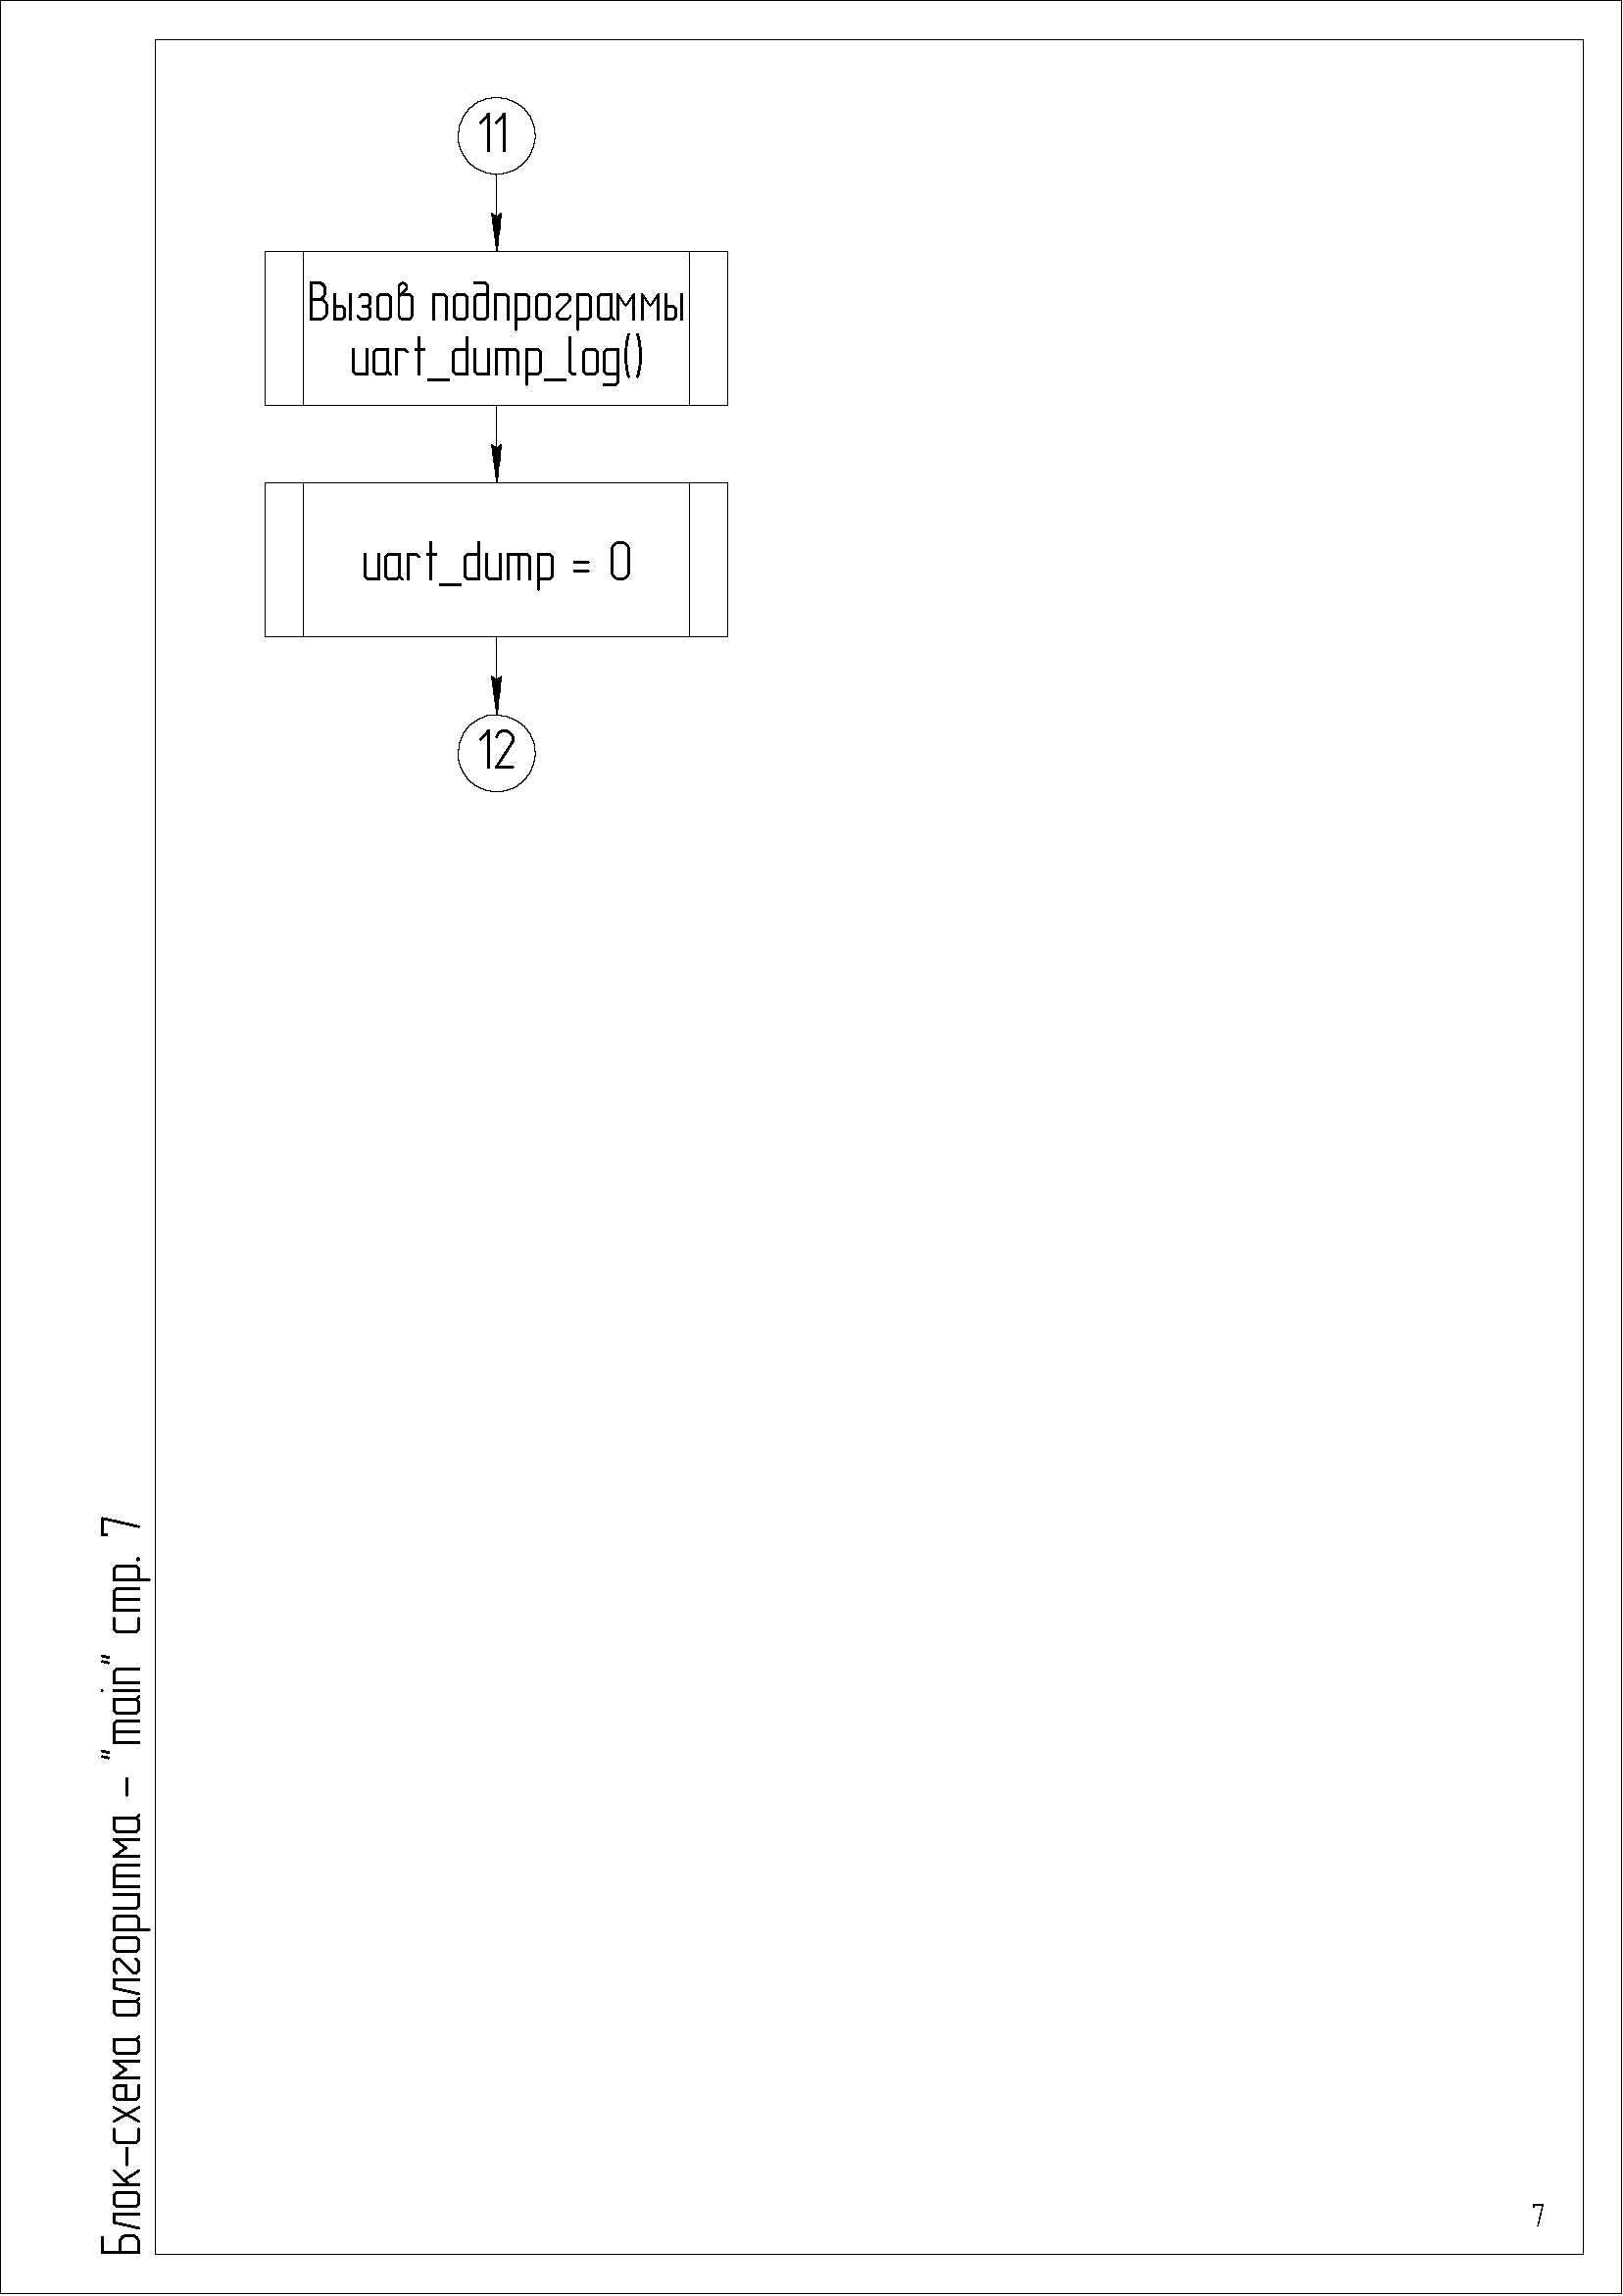 11
Вызов подпрограммы
uart_dump_log()
uart_dump = 0
12
Блок-схема алгоритма - "main" стр. 7
7